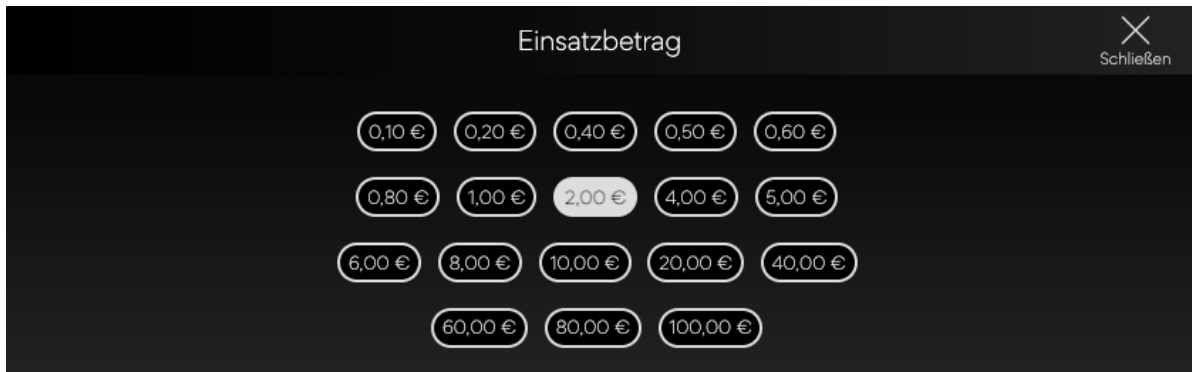 Einsatzbetrag
Schließen
0,10 € 0,20 € 0,40 € 0,50 € 0,60 €
0,80 € 1,00 € 2,00 € 4,00 € 5,00 €
6,00 € 8,00 € 10,00 € 20,00 € 40,00 €
60,00 € 80,00 € 100,00 €